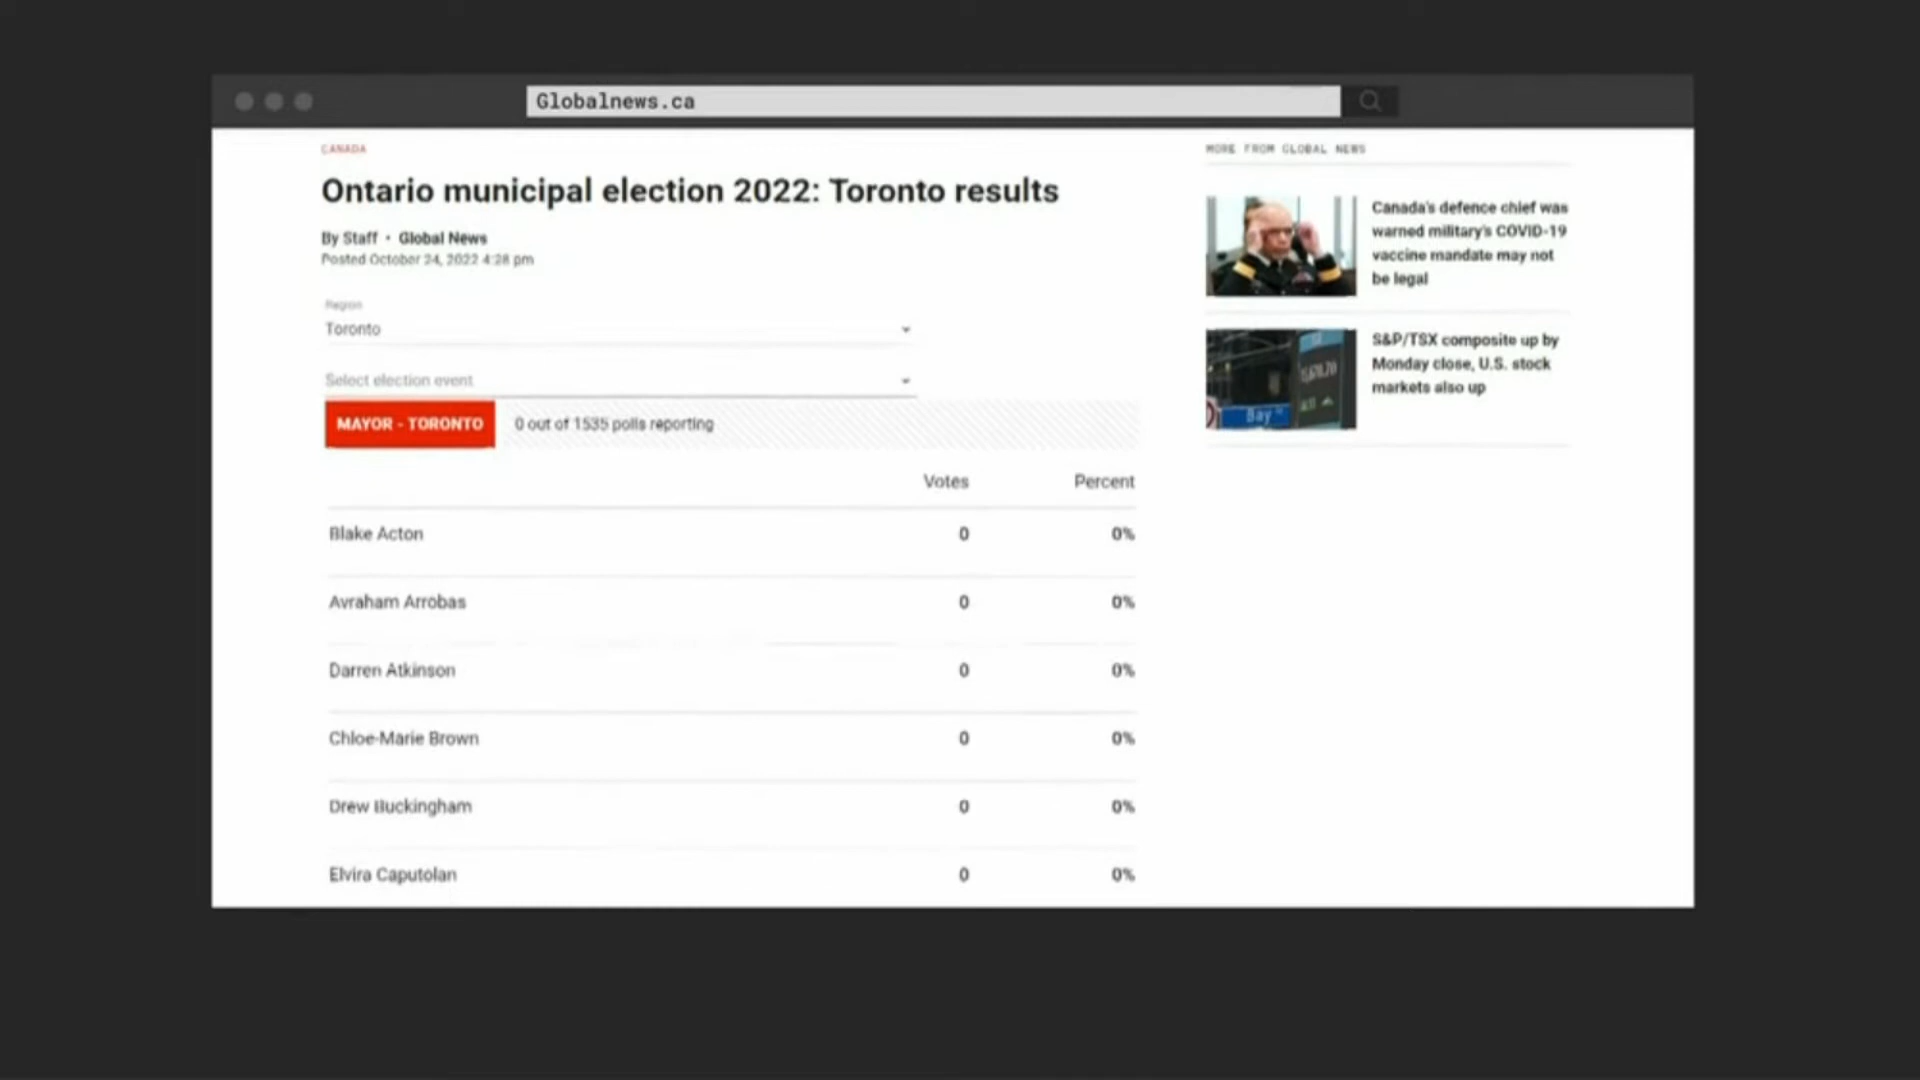 Globalnews.ca
CANADA
Ontario municipal election 2022: Toronto results
By Staff • Global News
Posted October 24, 2022 4:28 pm
Region
Toronto
Select election event
MAYOR - TORONTO 0 out of 1535 polls reporting
Votes Percent
Blake Acton 0 0%
Avraham Arrobas 0 0%
Darren Atkinson 0 0%
Chloe-Marie Brown 0 0%
Drew Buckingham 0 0%
Elvira Caputolan 0 0%
MORE FROM GLOBAL NEWS
Canada's defence chief was
warned military's COVID-19
vaccine mandate may not
be legal
S&P/TSX composite up by
Monday close, U.S. stock
markets also up
Bay